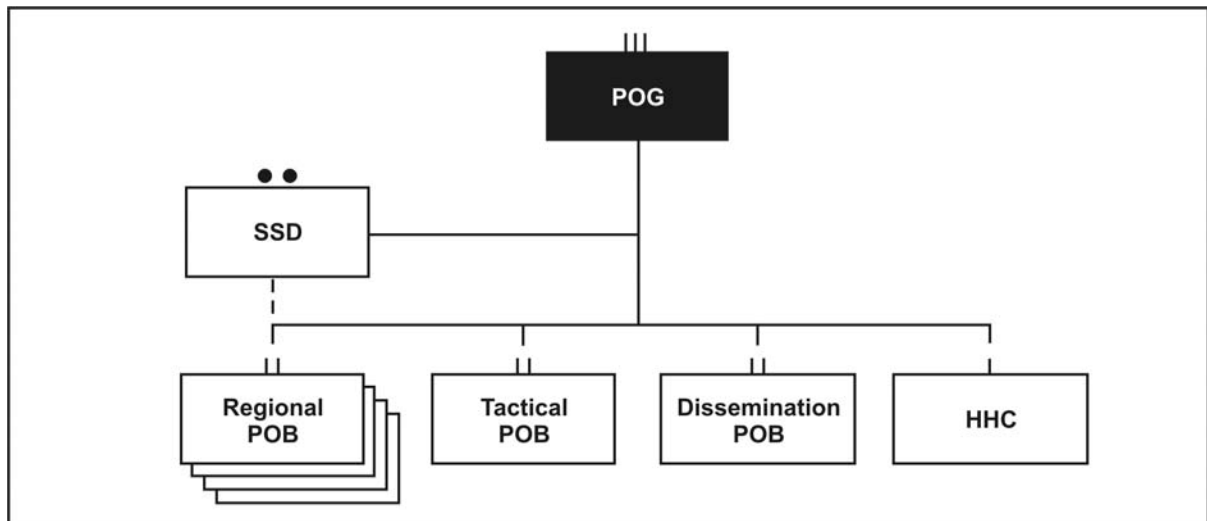 POG
SSD
Regional
POB
Tactical
POB
Dissemination
POB
HHC